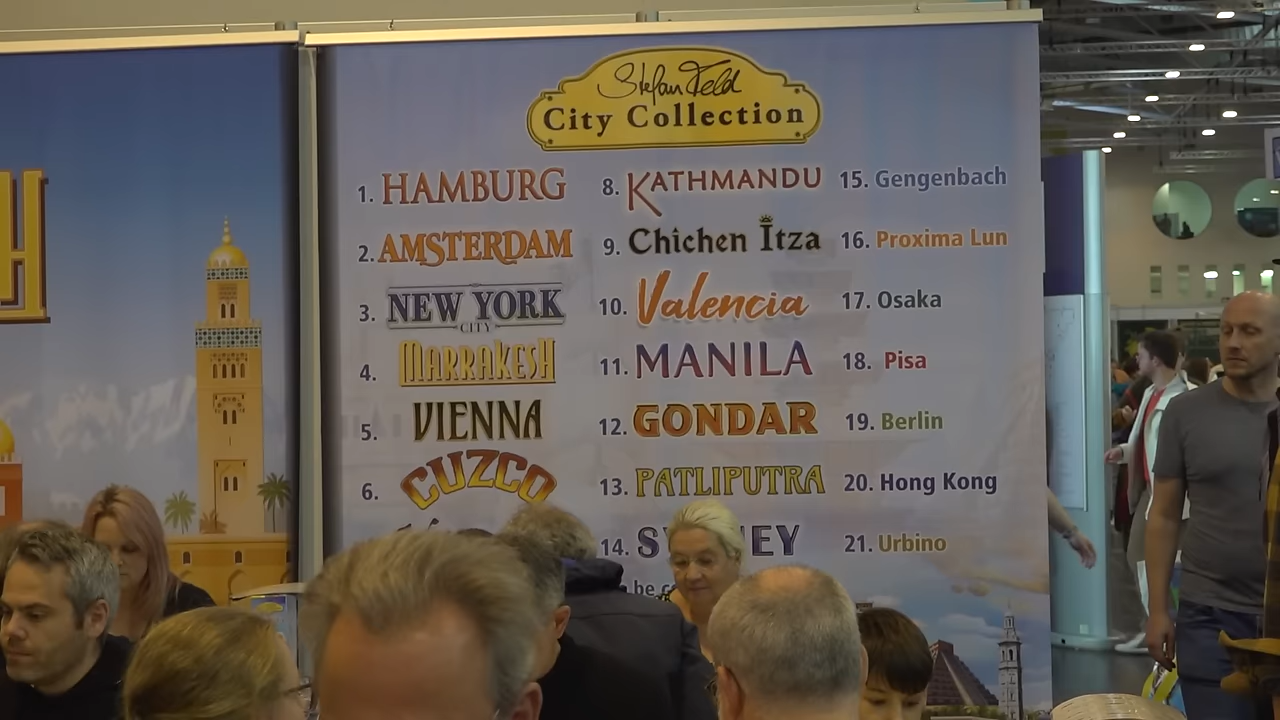 Stefan Feld
City Collection
1. HAMBURG
2. AMSTERDAM
3. NEW YORK
CITY
4. MARRAKESH
5. VIENNA
6. CUZCO
8. KATHMANDU
9. Chichen Itza
10. Valencia
11. MANILA
12. GONDAR
13. PATLIPUTRA
14.
be
15. Gengenbach
16. Proxima Lun
17. Osaka
18. Pisa
19. Berlin
20. Hong Kong
21. Urbino
H